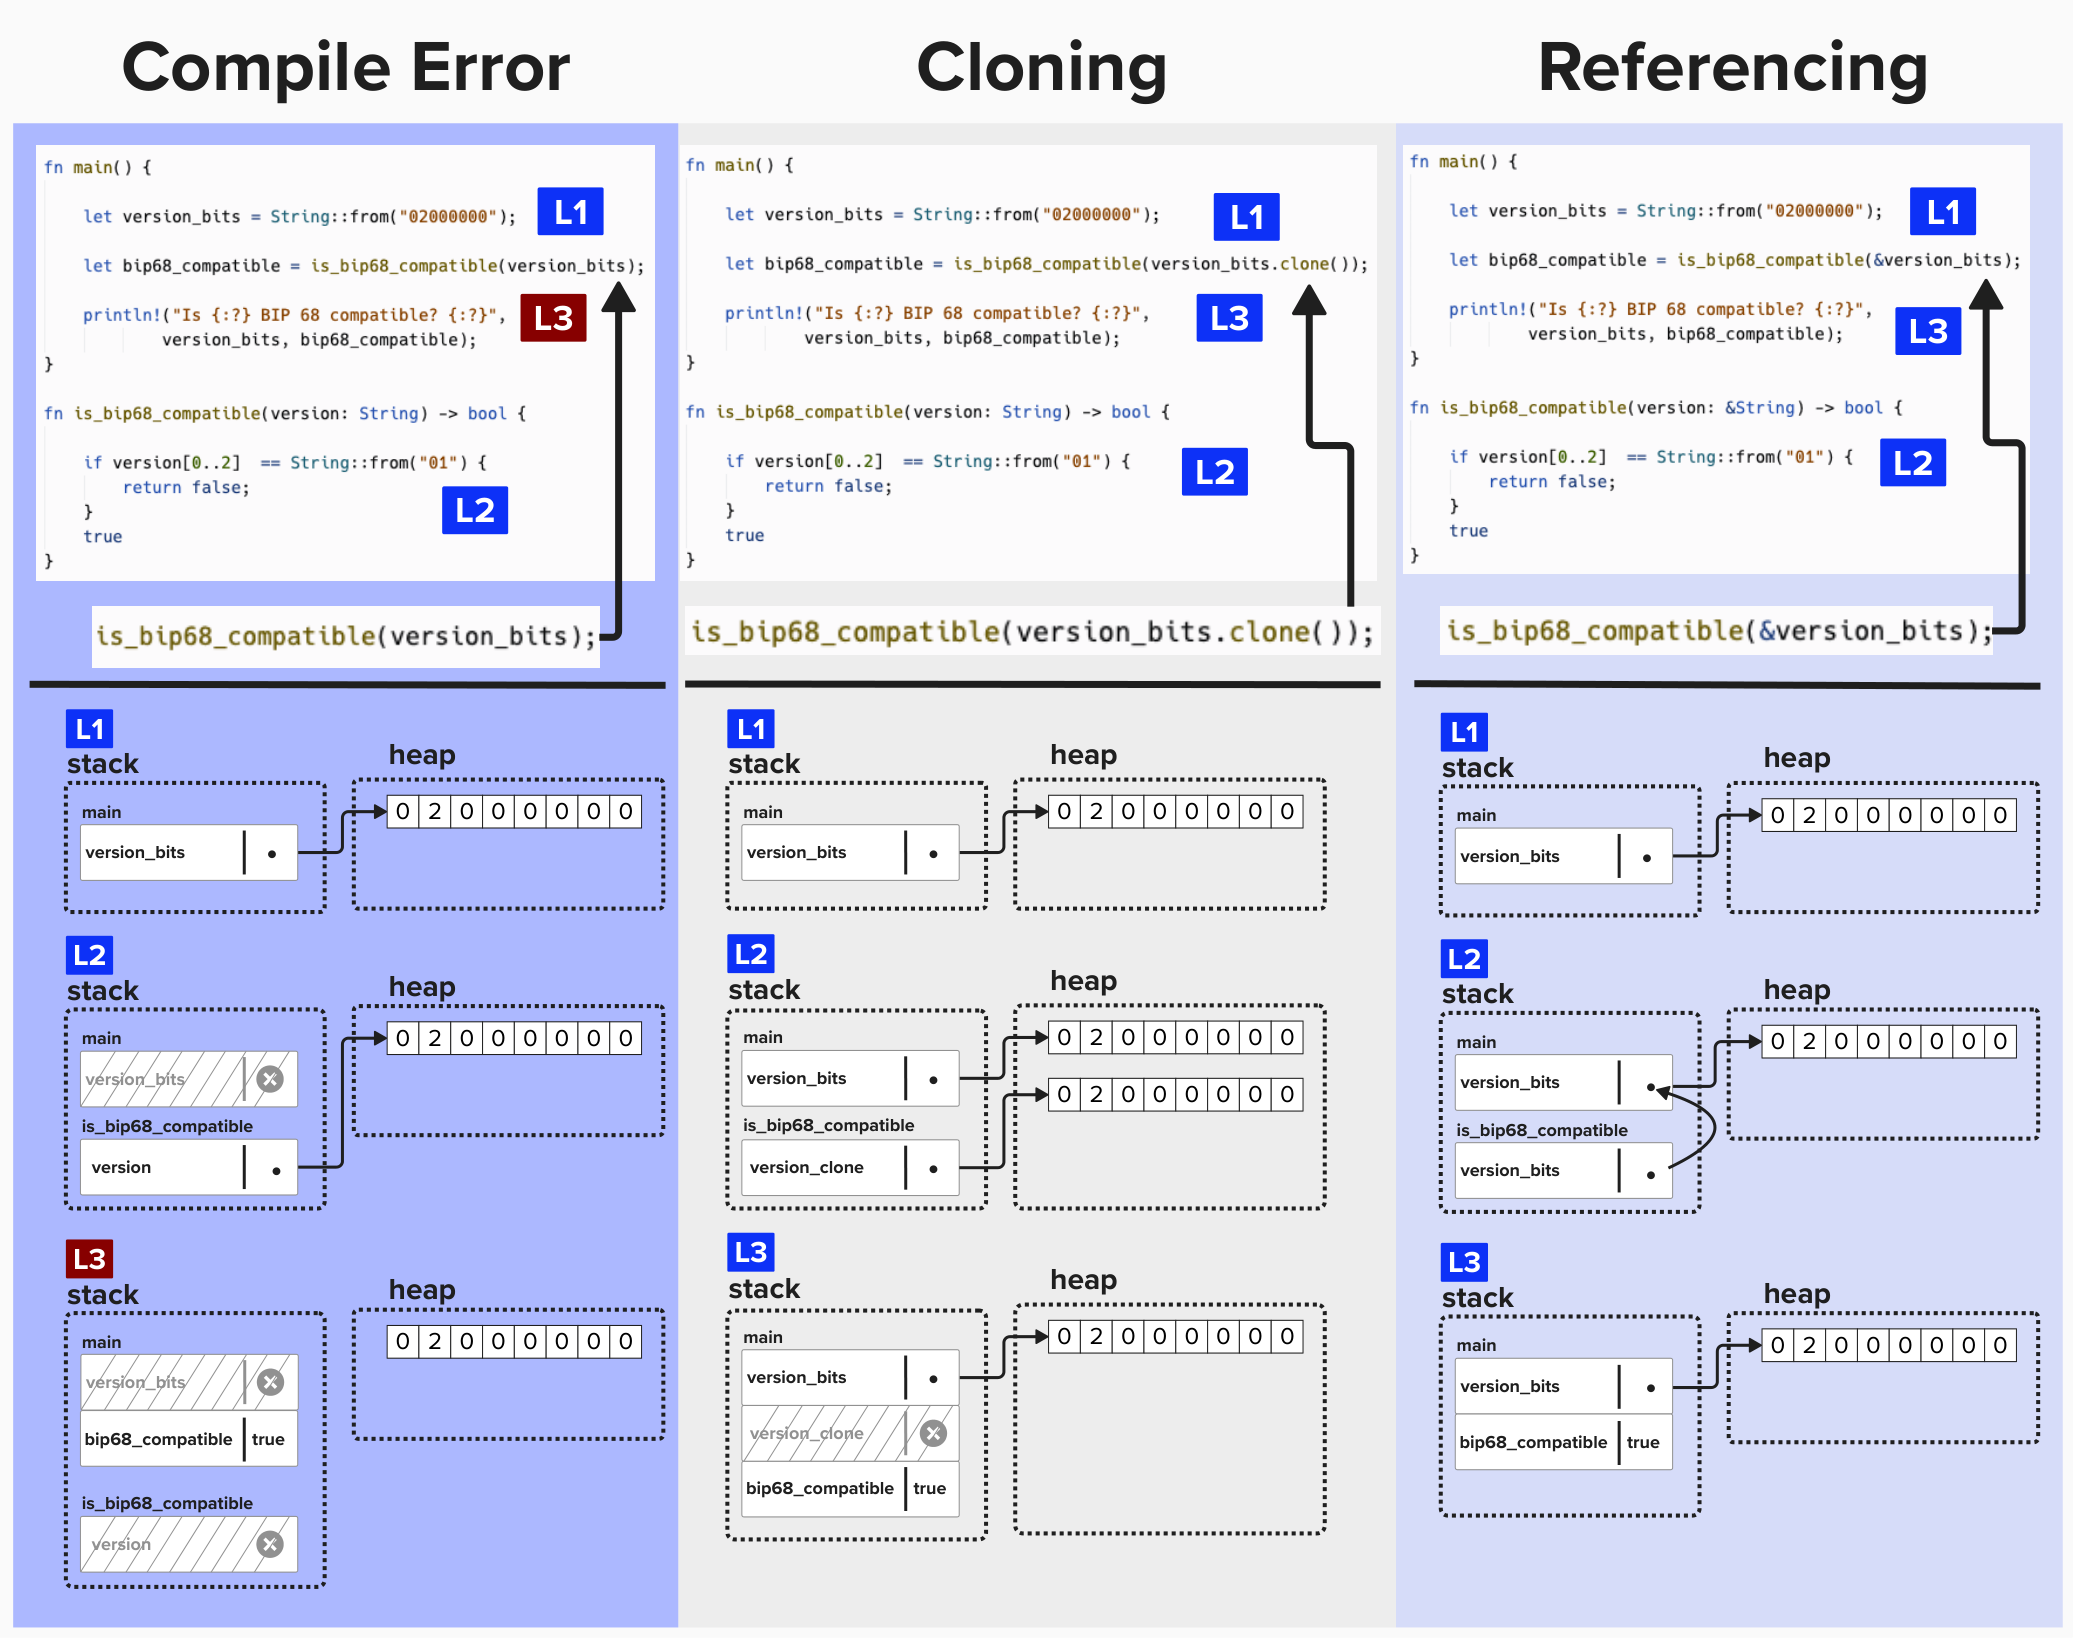 Compile Error
fn main() {
let version_bits = String::from("02000000");
L1
let bip68_compatible = is_bip68_compatible(version_bits);
println!("Is {:?} BIP 68 compatible? {:?}",
L3
version_bits, bip68_compatible);
}
fn is_bip68_compatible(version: String) -> bool {
if version[0..2]  == String::from("01") {
return false;
L2
}
true
}
is_bip68_compatible(version_bits);
L1
stack
heap
main
version_bits
0 2 0 0 0 0 0 0
L2
stack
heap
main
version_bits
0 2 0 0 0 0 0 0
is_bip68_compatible
version
L3
stack
heap
main
version_bits
0 2 0 0 0 0 0 0
bip68_compatible true
is_bip68_compatible
version
Cloning
fn main() {
let version_bits = String::from("02000000");
L1
let bip68_compatible = is_bip68_compatible(version_bits.clone());
println!("Is {:?} BIP 68 compatible? {:?}",
L3
version_bits, bip68_compatible);
}
fn is_bip68_compatible(version: String) -> bool {
if version[0..2]  == String::from("01") {
L2
return false;
}
true
}
is_bip68_compatible(version_bits.clone());
L1
stack
heap
main
version_bits
0 2 0 0 0 0 0 0
L2
stack
heap
main
version_bits
0 2 0 0 0 0 0 0
0 2 0 0 0 0 0 0
is_bip68_compatible
version_clone
L3
stack
heap
main
version_bits
0 2 0 0 0 0 0 0
version_clone
bip68_compatible true
Referencing
fn main() {
let version_bits = String::from("02000000");
L1
let bip68_compatible = is_bip68_compatible(&version_bits);
println!("Is {:?} BIP 68 compatible? {:?}",
L3
version_bits, bip68_compatible);
}
fn is_bip68_compatible(version: &String) -> bool {
if version[0..2]  == String::from("01") {
L2
return false;
}
true
}
is_bip68_compatible(&version_bits);
L1
stack
heap
main
version_bits
0 2 0 0 0 0 0 0
L2
stack
heap
main
version_bits
0 2 0 0 0 0 0 0
is_bip68_compatible
version_bits
L3
stack
heap
main
version_bits
0 2 0 0 0 0 0 0
bip68_compatible true